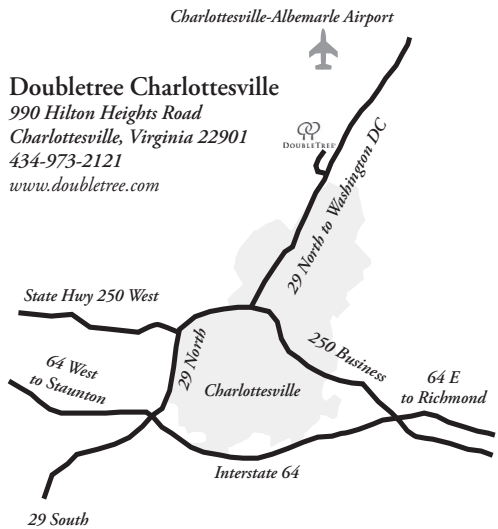 Charlottesville-Albemarle Airport
Doubletree Charlottesville
990 Hilton Heights Road
Charlottesville, Virginia 22901
434-973-2121
www.doubletree.com
DOUBLETREE
29 North to Washington DC
State Hwy 250 West
29 North
250 Business
64 West
to Staunton
Charlottesville
64 E
to Richmond
Interstate 64
29 South